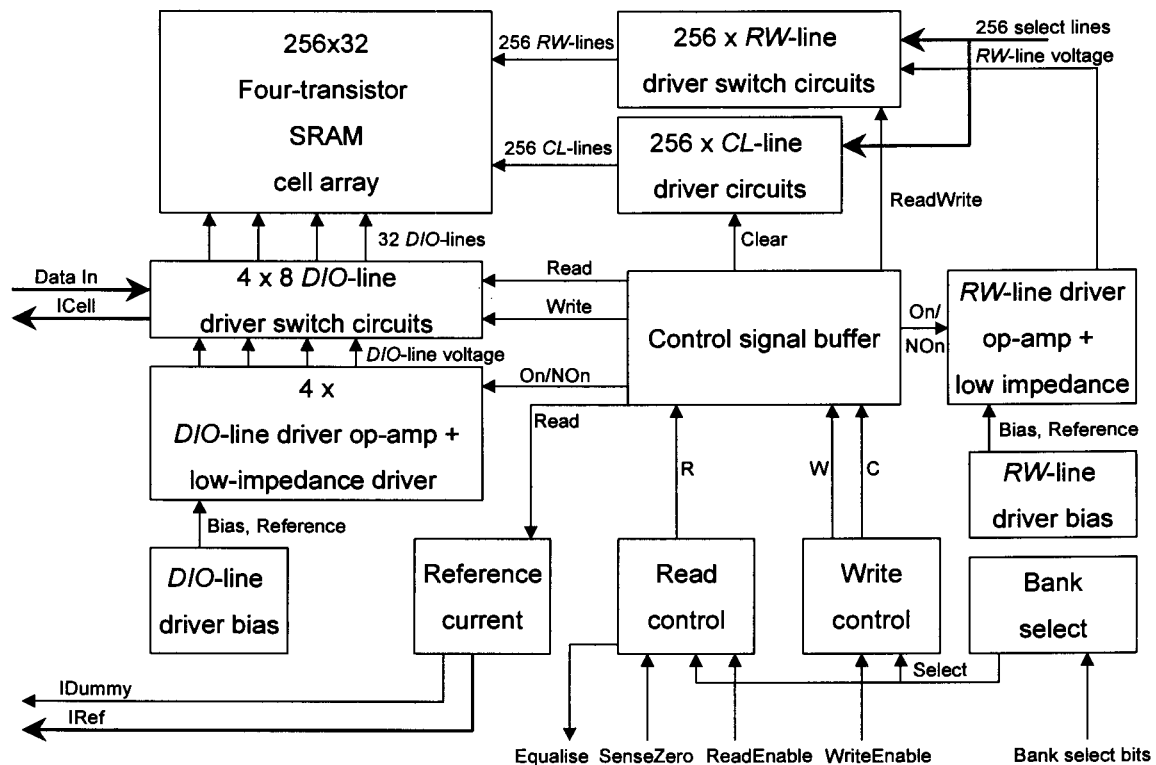 256x32
Four-transistor
SRAM
cell array
256 RW-lines
256 x RW-line
driver switch circuits
256 select lines
RW-line voltage
256 CL-lines
256 x CL-line
driver circuits
ReadWrite
Clear
32 DIO-lines
Data In
ICell
4 x 8 DIO-line
driver switch circuits
Read
Write
Control signal buffer
On/
NOn
RW-line driver
op-amp +
low impedance
DIO-line voltage
On/NOn
4 x
DIO-line driver op-amp +
low-impedance driver
Read
R
W
C
Bias, Reference
RW-line
driver bias
Bias, Reference
DIO-line
driver bias
Reference
current
Read
control
Write
control
Bank
select
Select
IDummy
IRef
Equalise
SenseZero
ReadEnable
WriteEnable
Bank select bits